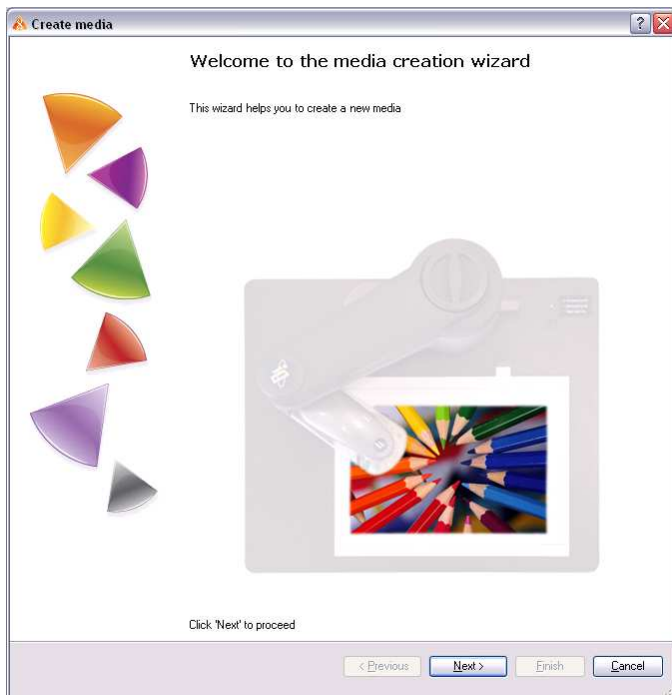 Create media
Welcome to the media creation wizard
This wizard helps you to create a new media
Click 'Next' to proceed
< Previous
Next >
Finish
Cancel